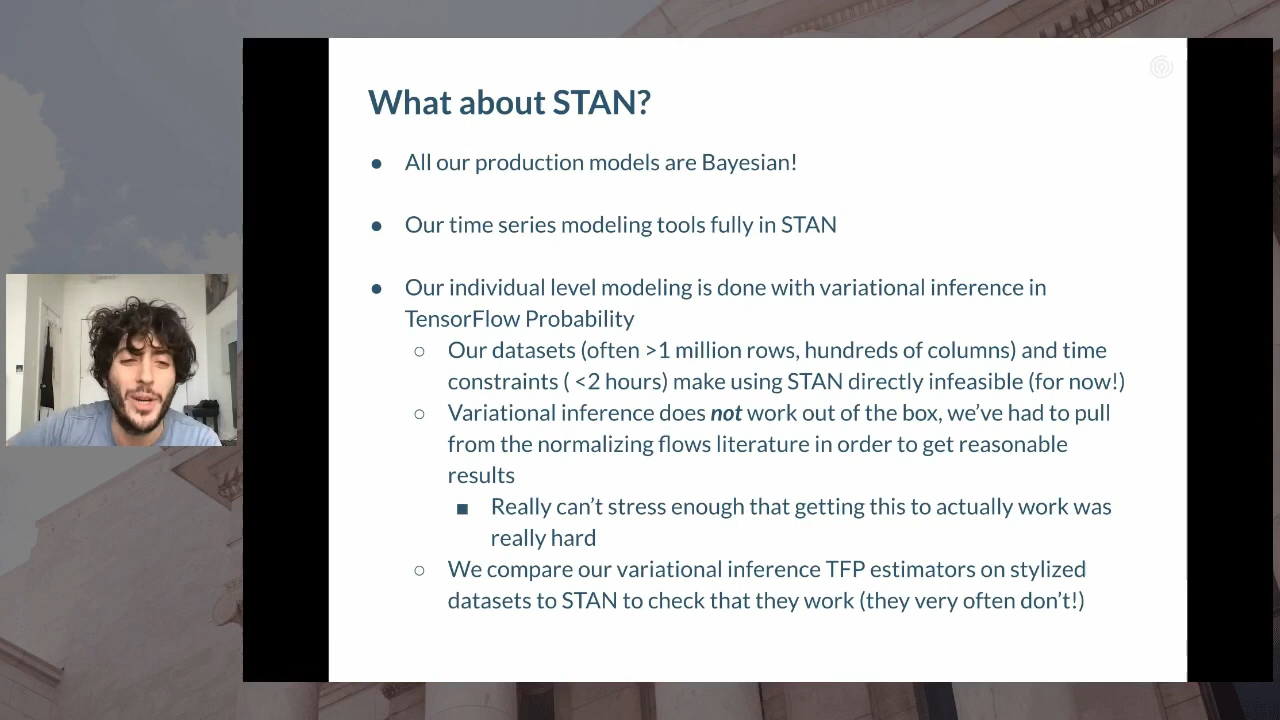 What about STAN?
● All our production models are Bayesian!
● Our time series modeling tools fully in STAN
● Our individual level modeling is done with variational inference in
TensorFlow Probability
○ Our datasets (often >1 million rows, hundreds of columns) and time
constraints ( <2 hours) make using STAN directly infeasible (for now!)
○ Variational inference does not work out of the box, we’ve had to pull
from the normalizing flows literature in order to get reasonable
results
■ Really can’t stress enough that getting this to actually work was
really hard
○ We compare our variational inference TFP estimators on stylized
datasets to STAN to check that they work (they very often don’t!)